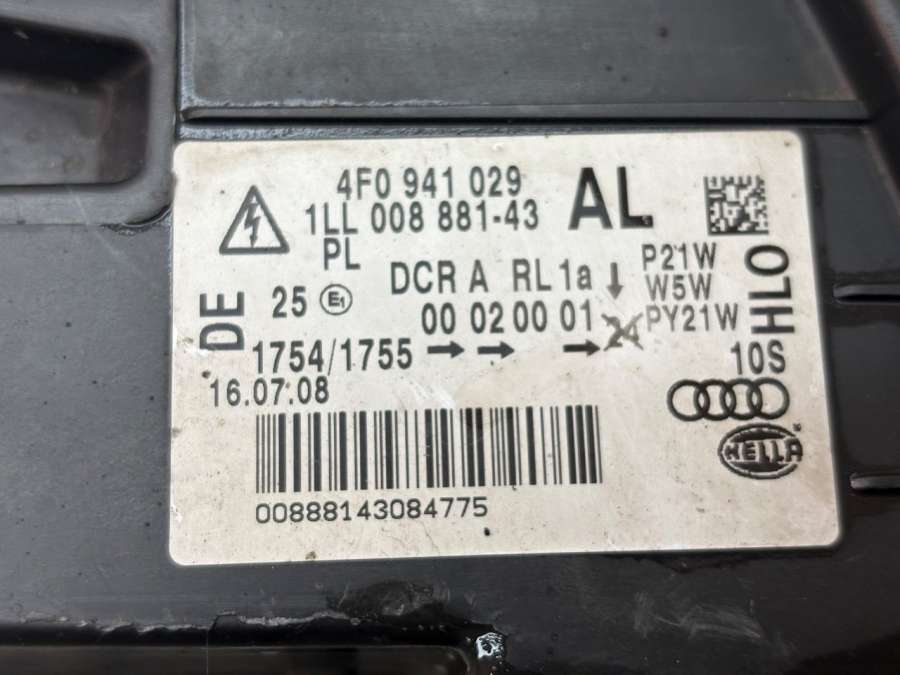 4F0 941 029
1LL 008 881-43 AL
PL
DCR A RL 1a ↓ P21W
W5W
DE 25 E1 00 02 00 01 PY21W HLO
1754/1755 → → → 10S
16.07.08
HELLA
00888143084775